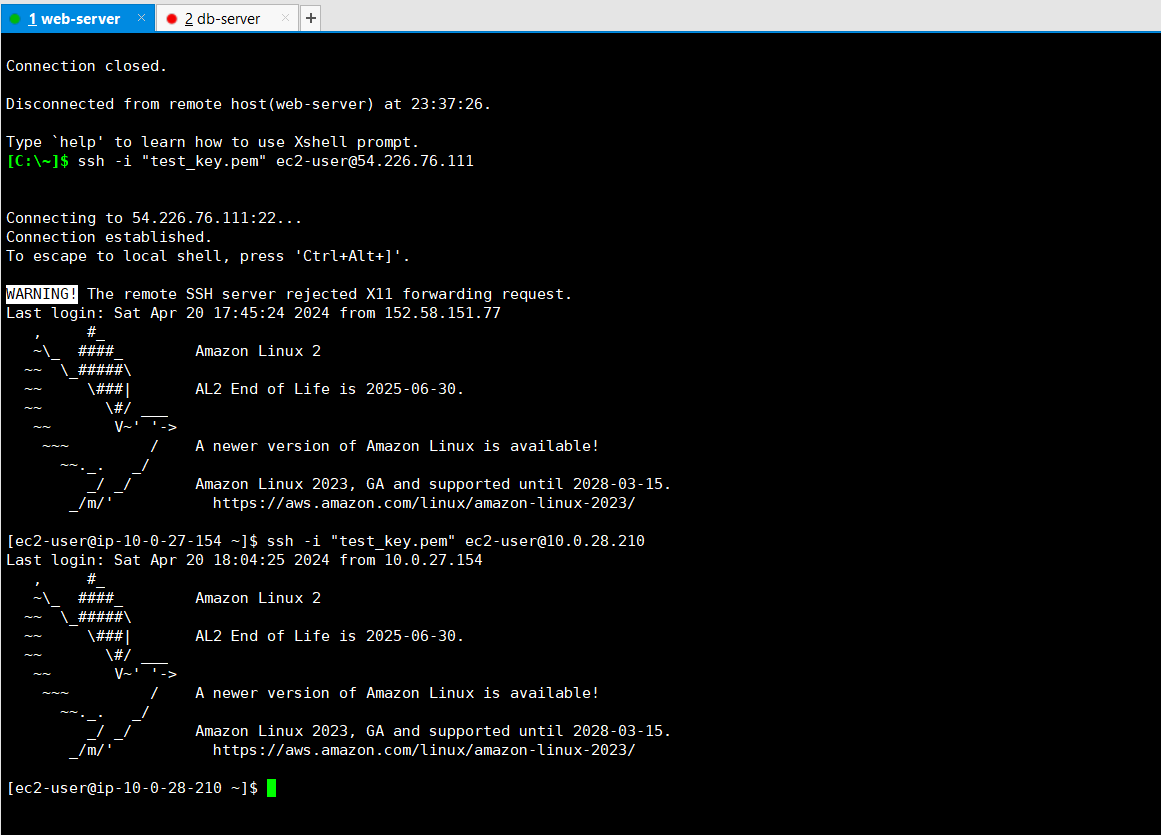 1 web-server × 2 db-server × +
Connection closed.
Disconnected from remote host(web-server) at 23:37:26.
Type `help' to learn how to use Xshell prompt.
[C:\~]$ ssh -i "test_key.pem" ec2-user@54.226.76.111
Connecting to 54.226.76.111:22...
Connection established.
To escape to local shell, press 'Ctrl+Alt+]'.
WARNING! The remote SSH server rejected X11 forwarding request.
Last login: Sat Apr 20 17:45:24 2024 from 152.58.151.77
   ,     #_
   ~\_  ####_        Amazon Linux 2
  ~~  \_#####\
  ~~     \###|       AL2 End of Life is 2025-06-30.
  ~~       \#/ ___
   ~~       V~' '->
    ~~~         /    A newer version of Amazon Linux is available!
      ~~._.   _/
         _/ _/       Amazon Linux 2023, GA and supported until 2028-03-15.
       _/m/'           https://aws.amazon.com/linux/amazon-linux-2023/
[ec2-user@ip-10-0-27-154 ~]$ ssh -i "test_key.pem" ec2-user@10.0.28.210
Last login: Sat Apr 20 18:04:25 2024 from 10.0.27.154
   ,     #_
   ~\_  ####_        Amazon Linux 2
  ~~  \_#####\
  ~~     \###|       AL2 End of Life is 2025-06-30.
  ~~       \#/ ___
   ~~       V~' '->
    ~~~         /    A newer version of Amazon Linux is available!
      ~~._.   _/
         _/ _/       Amazon Linux 2023, GA and supported until 2028-03-15.
       _/m/'           https://aws.amazon.com/linux/amazon-linux-2023/
[ec2-user@ip-10-0-28-210 ~]$